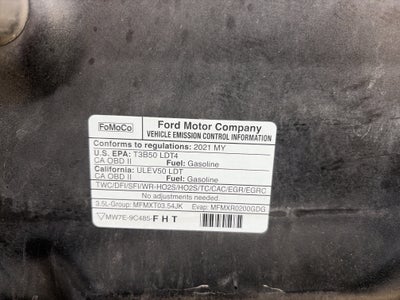 FoMoCo
Ford Motor Company
VEHICLE EMISSION CONTROL INFORMATION
Conforms to regulations: 2021 MY
U.S. EPA: T3B50 LDT4
CA OBD II Fuel: Gasoline
California: ULEV50 LDT
CA OBD II Fuel: Gasoline
TWC/DFI/SFI/WR-HO2S/HO2S/TC/CAC/EGR/EGRC
No adjustments needed.
3.5L-Group: MFMXT03.54JK Evap: MFMXR0200GDG
MW7E-9C485-FHT